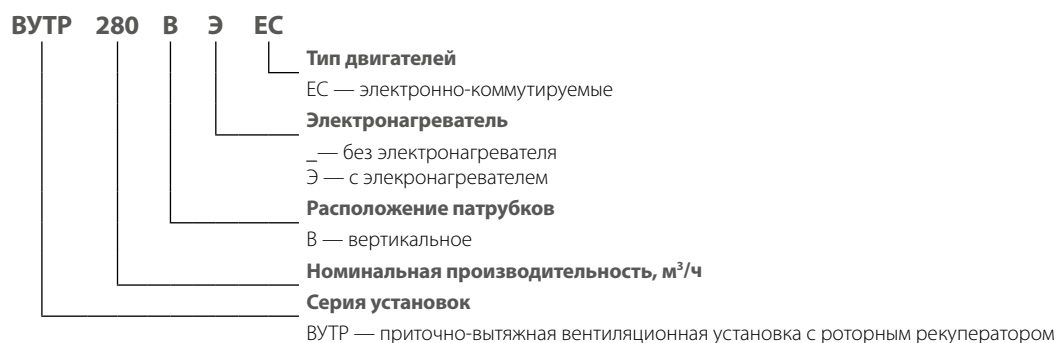 ВУТР 280 В Э ЕС
Тип двигателей
ЕС — электронно-коммутируемые
Электронагреватель
_— без электронагревателя
Э — с элекронагревателем
Расположение патрубков
В — вертикальное
Номинальная производительность, м³/ч
Серия установок
ВУТР — приточно-вытяжная вентиляционная установка с роторным рекуператором